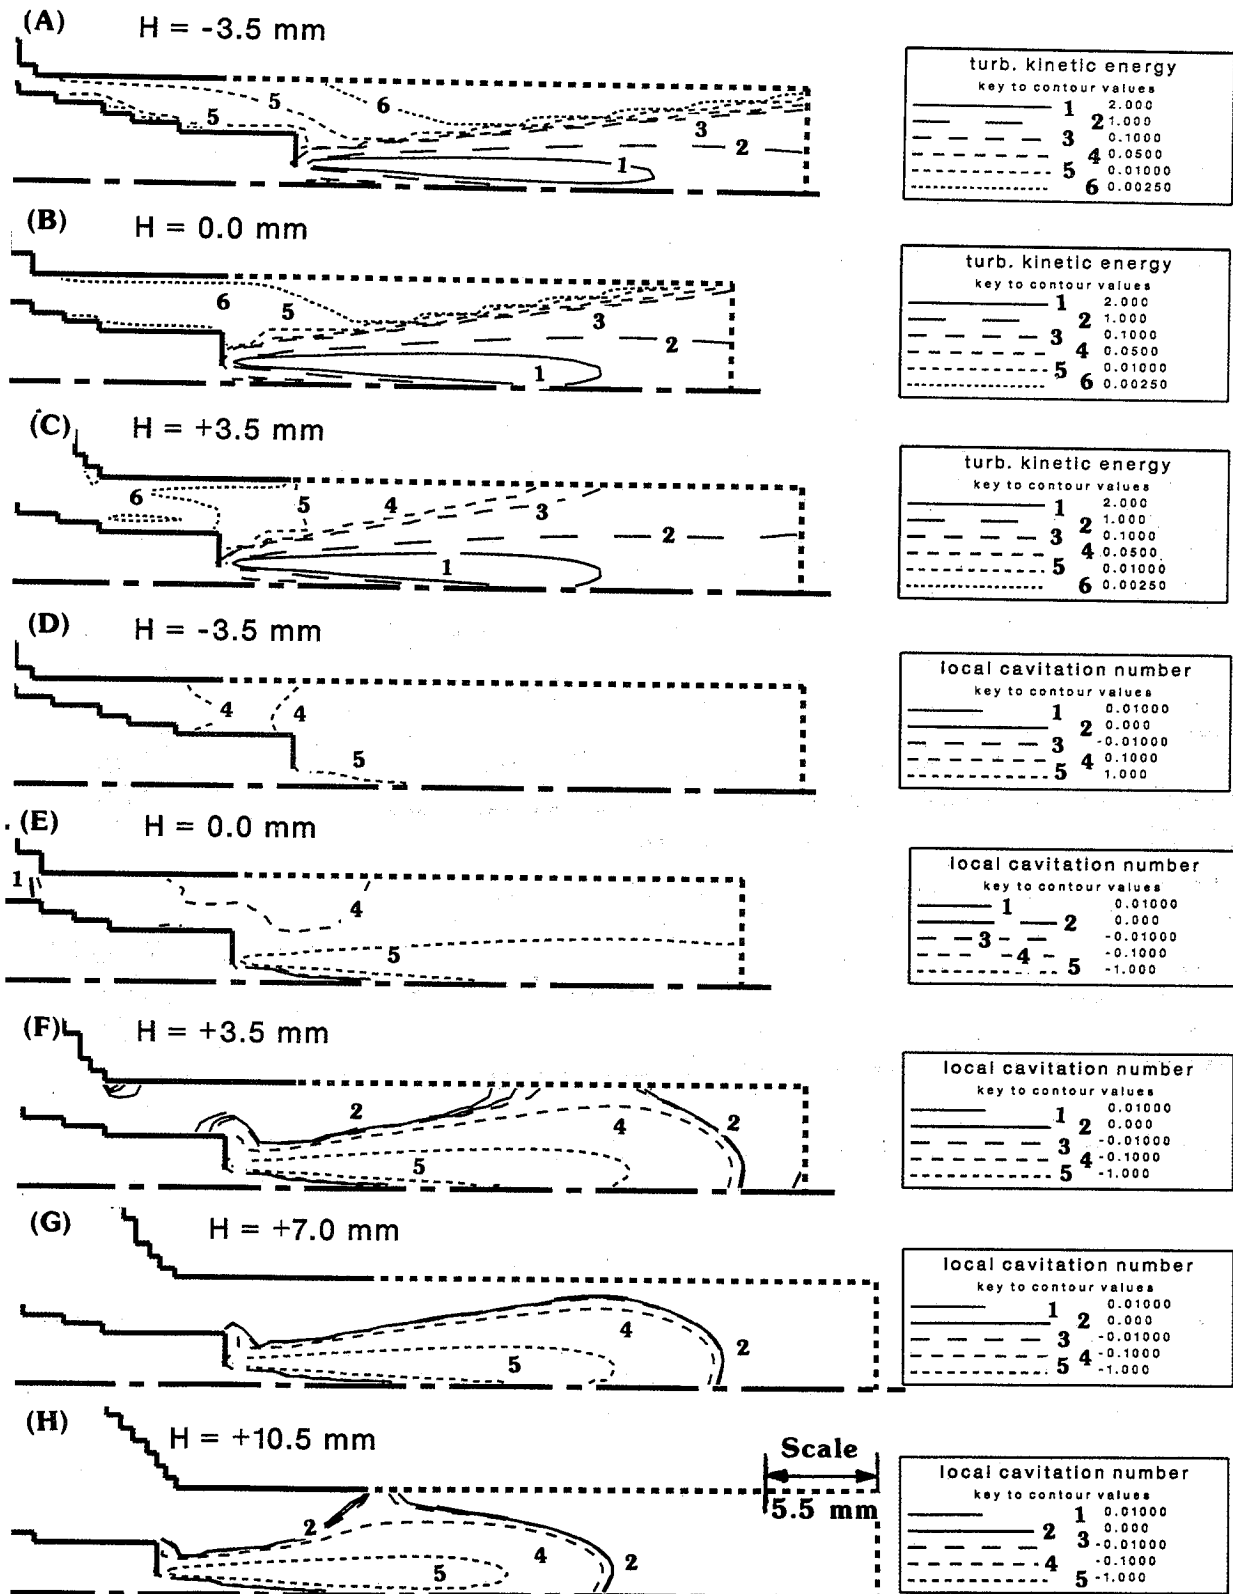 (A) H = -3.5 mm
5
6
5
3
2
1
turb. kinetic energy
key to contour values
1 2.000
2 1.000
3 0.1000
4 0.0500
5 0.01000
6 0.00250
(B) H = 0.0 mm
6
5
3
2
1
turb. kinetic energy
key to contour values
1 2.000
2 1.000
3 0.1000
4 0.0500
5 0.01000
6 0.00250
(C) H = +3.5 mm
6
5
4
3
2
1
turb. kinetic energy
key to contour values
1 2.000
2 1.000
3 0.1000
4 0.0500
5 0.01000
6 0.00250
(D) H = -3.5 mm
4
4
5
local cavitation number
key to contour values
1 0.01000
2 0.000
3 -0.01000
4 0.1000
5 1.000
(E) H = 0.0 mm
1
4
5
local cavitation number
key to contour values
1 0.01000
2 0.000
3 -0.01000
4 -0.1000
5 -1.000
(F) H = +3.5 mm
2
4
2
5
local cavitation number
key to contour values
1 0.01000
2 0.000
3 -0.01000
4 -0.1000
5 -1.000
(G) H = +7.0 mm
4
2
5
local cavitation number
key to contour values
1 0.01000
2 0.000
3 -0.01000
4 -0.1000
5 -1.000
(H) H = +10.5 mm
Scale
5.5 mm
2
4
2
5
local cavitation number
key to contour values
1 0.01000
2 0.000
3 -0.01000
4 -0.1000
5 -1.000